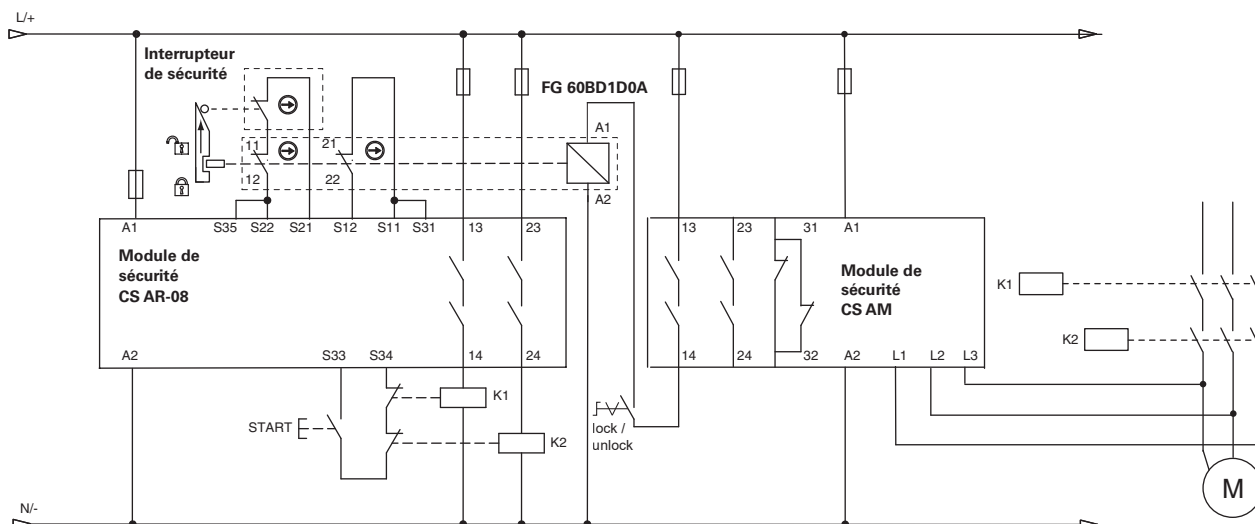 L/+
Interrupteur
de sécurité
FG 60BD1D0A
A1
11
21
12
22
A2
A1
S35
S22
S21
S12
S11
S31
13
23
13
23
31
A1
Module de
sécurité
CS AR-08
Module de
sécurité
CS AM
K1
K2
A2
S33
S34
14
24
14
24
32
A2
L1
L2
L3
K1
START
K2
lock /
unlock
M
N/-